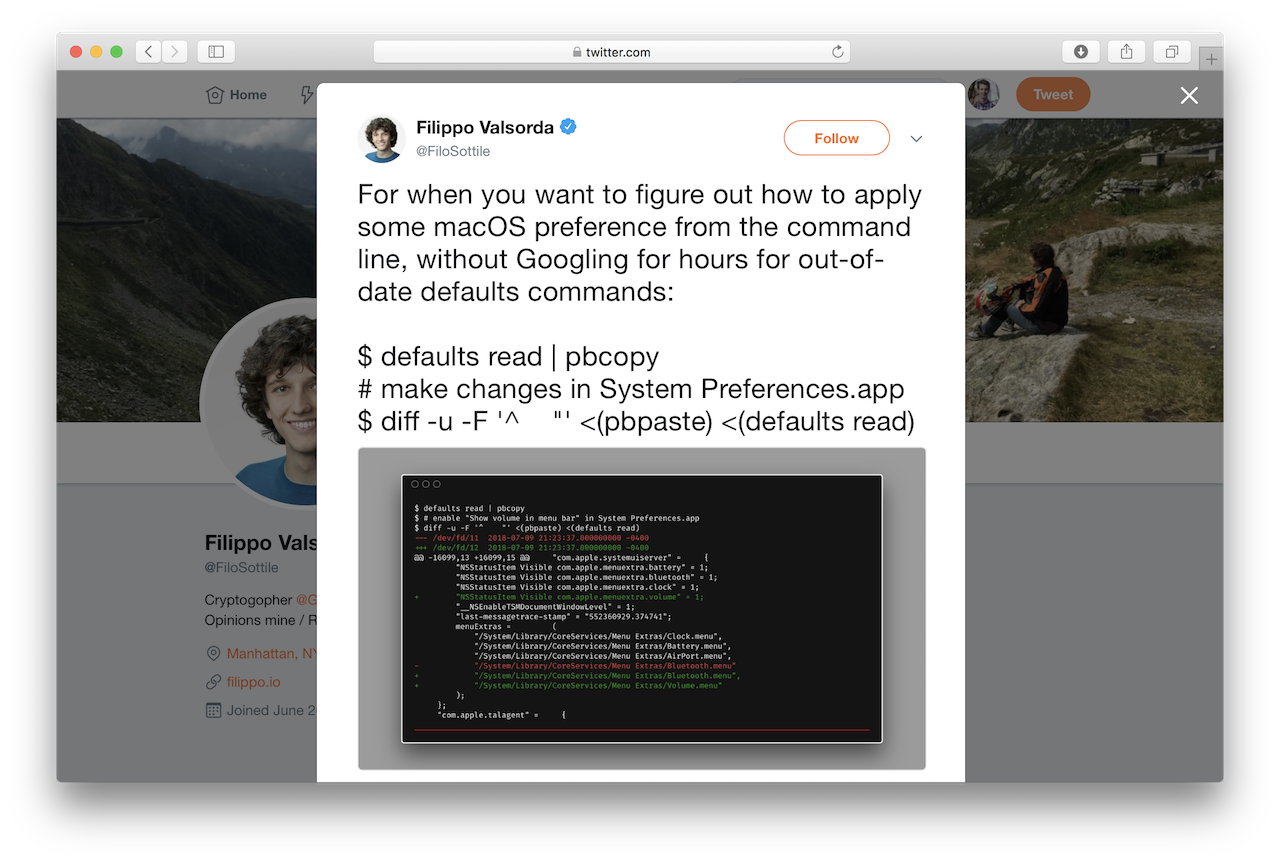 twitter.com
Home
Tweet
Filippo Valsorda
@FiloSottile
Follow
For when you want to figure out how to apply
some macOS preference from the command
line, without Googling for hours for out-of-
date defaults commands:
$ defaults read | pbcopy
# make changes in System Preferences.app
$ diff -u -F '^    "' <(pbpaste) <(defaults read)
$ defaults read | pbcopy
$ # enable "Show volume in menu bar" in System Preferences.app
$ diff -u -F '^    "' <(pbpaste) <(defaults read)
--- /dev/fd/11  2018-07-09 21:23:37.000000000 -0400
+++ /dev/fd/12  2018-07-09 21:23:37.000000000 -0400
@@ -16099,13 +16099,15 @@     "com.apple.systemuiserver" =     {
"NSStatusItem Visible com.apple.menuextra.battery" = 1;
"NSStatusItem Visible com.apple.menuextra.bluetooth" = 1;
"NSStatusItem Visible com.apple.menuextra.clock" = 1;
+        "NSStatusItem Visible com.apple.menuextra.volume" = 1;
"__NSEnableTSMDocumentWindowLevel" = 1;
"last-messagetrace-stamp" = "552360929.374741";
menuExtras =         (
"/System/Library/CoreServices/Menu Extras/Clock.menu",
"/System/Library/CoreServices/Menu Extras/Battery.menu",
"/System/Library/CoreServices/Menu Extras/AirPort.menu",
-            "/System/Library/CoreServices/Menu Extras/Bluetooth.menu"
+            "/System/Library/CoreServices/Menu Extras/Bluetooth.menu",
+            "/System/Library/CoreServices/Menu Extras/Volume.menu"
);
};
"com.apple.talagent" =     {
Filippo Vals
@FiloSottile
Cryptogopher @G
Opinions mine / R
Manhattan, NY
filippo.io
Joined June 2